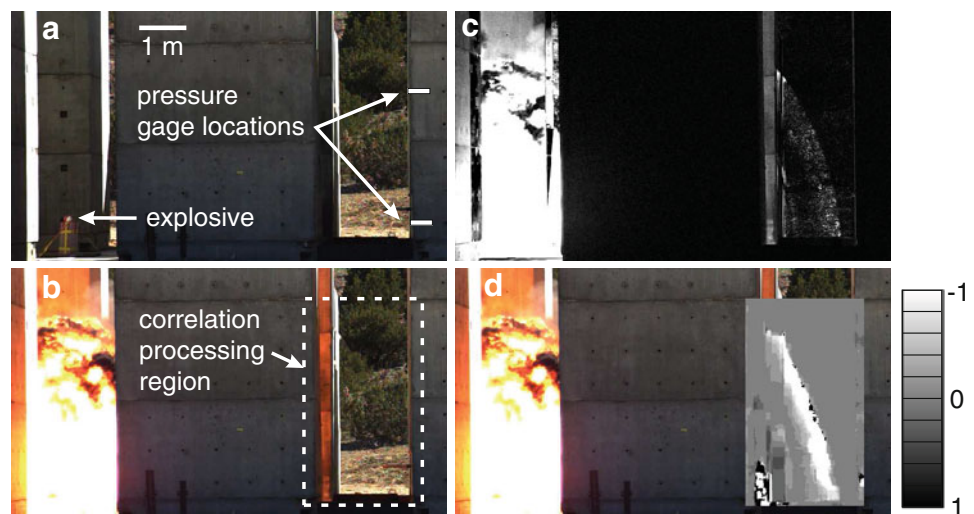 a
1 m
pressure
gage locations
explosive
c
b
correlation
processing
region
d
-1
0
1